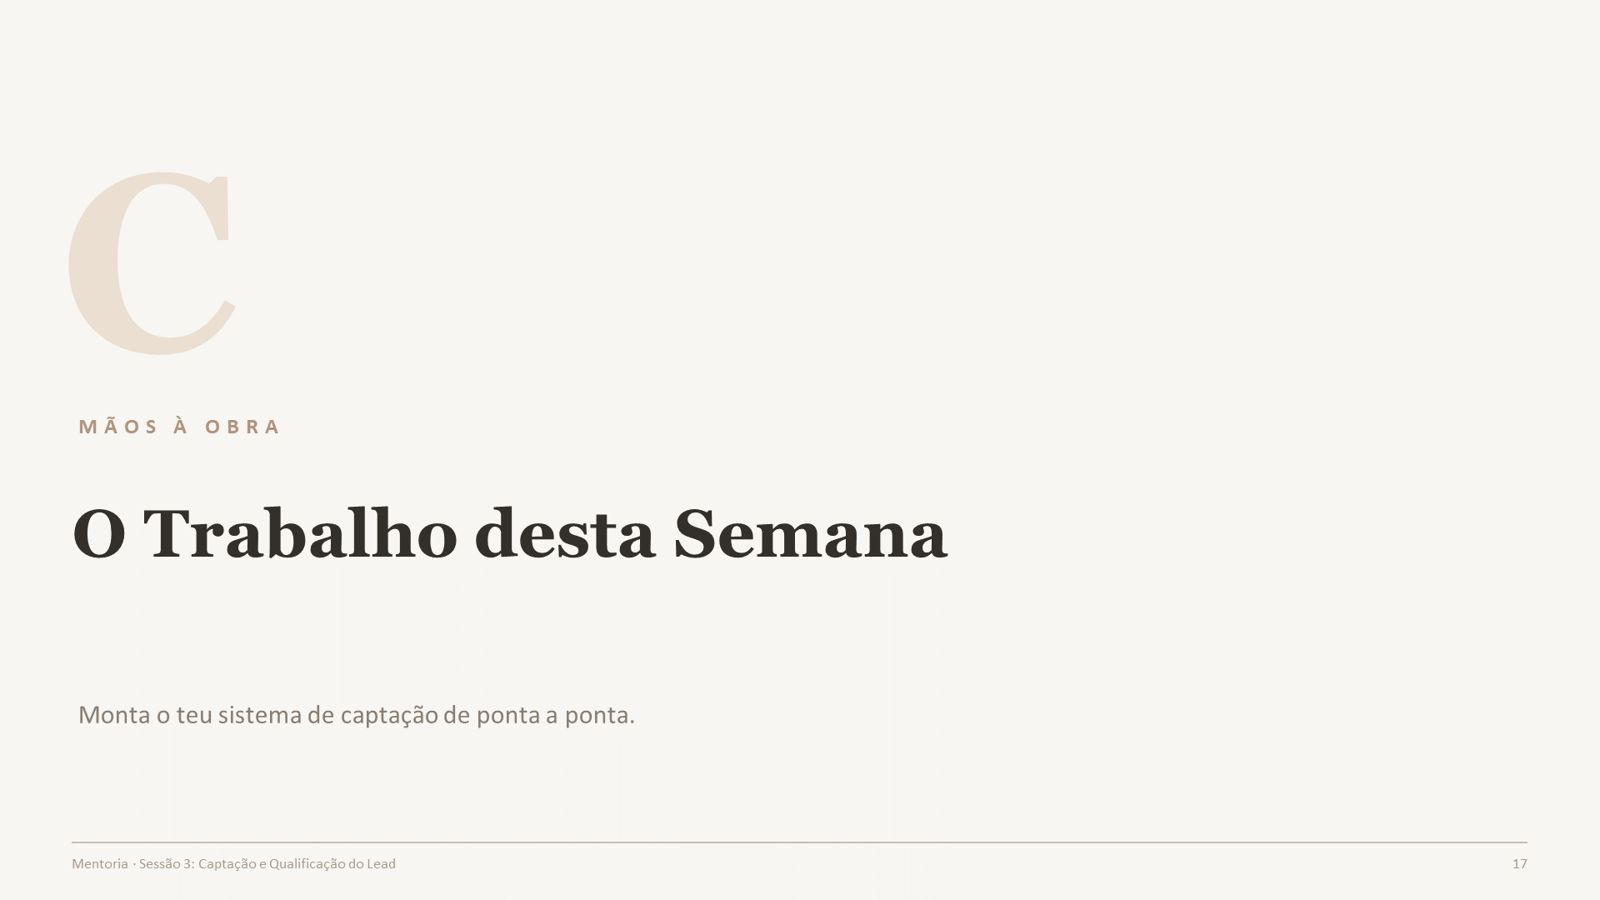 C
MÃOS À OBRA
O Trabalho desta Semana
Monta o teu sistema de captação de ponta a ponta.
Mentoria · Sessão 3: Captação e Qualificação do Lead
17